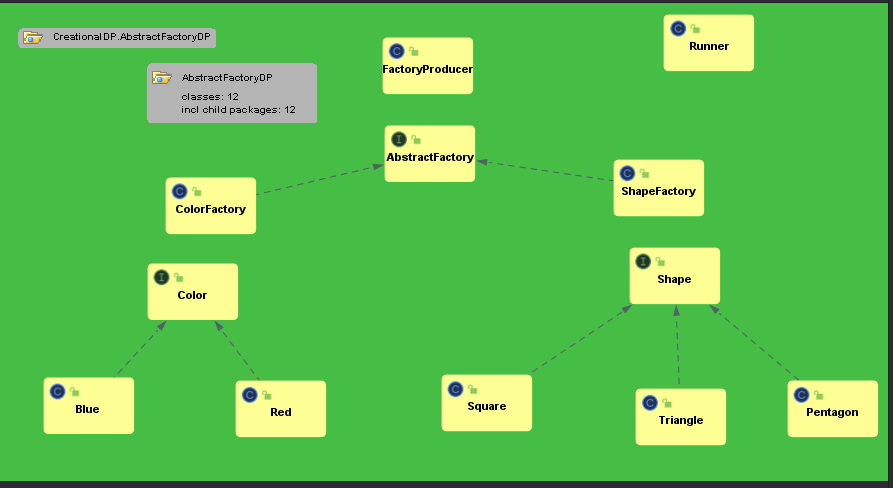 CreationalDP.AbstractFactoryDP
AbstractFactoryDP
classes: 12
incl child packages: 12
C
FactoryProducer
C
Runner
I
AbstractFactory
C
ColorFactory
C
ShapeFactory
I
Color
I
Shape
C
Blue
C
Red
C
Square
C
Triangle
C
Pentagon